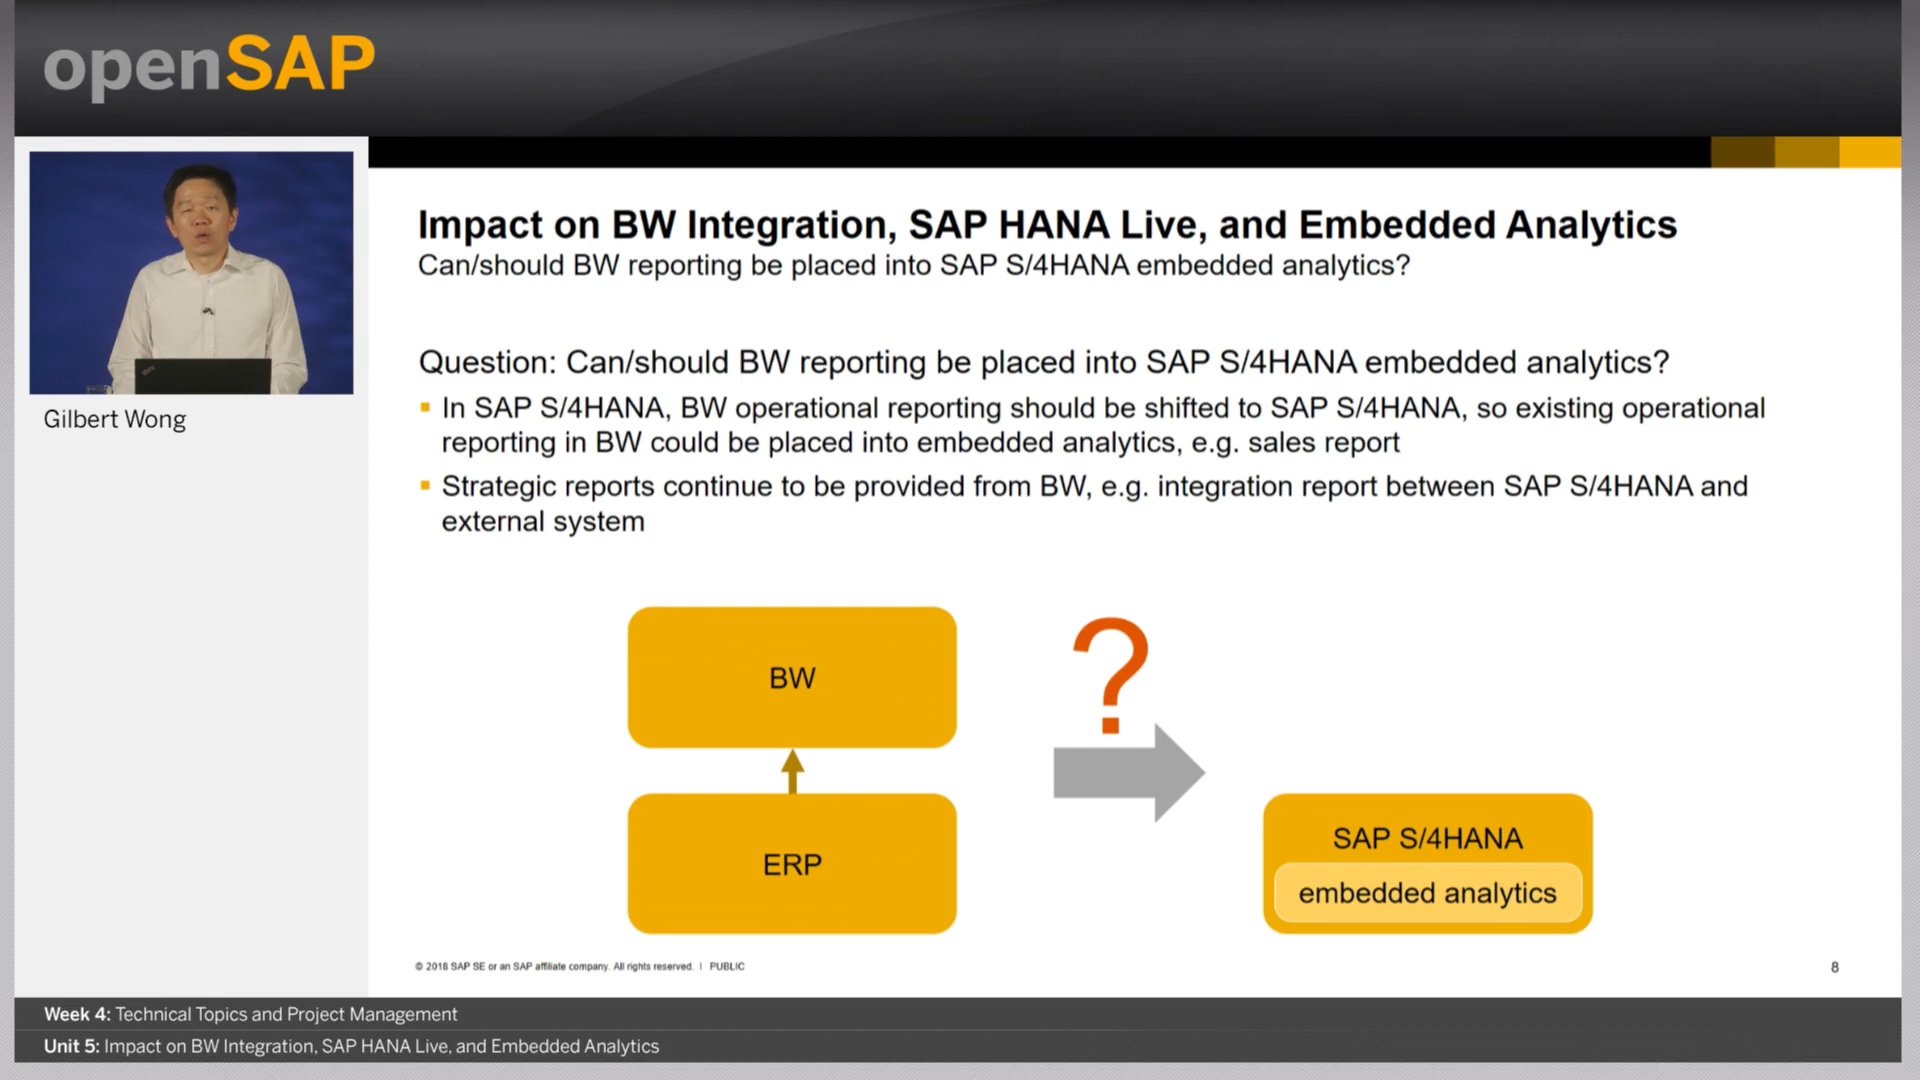 openSAP
Gilbert Wong
Impact on BW Integration, SAP HANA Live, and Embedded Analytics
Can/should BW reporting be placed into SAP S/4HANA embedded analytics?
Question: Can/should BW reporting be placed into SAP S/4HANA embedded analytics?
In SAP S/4HANA, BW operational reporting should be shifted to SAP S/4HANA, so existing operational
reporting in BW could be placed into embedded analytics, e.g. sales report
Strategic reports continue to be provided from BW, e.g. integration report between SAP S/4HANA and
external system
BW
?
ERP
SAP S/4HANA
embedded analytics
© 2018 SAP SE or an SAP affiliate company. All rights reserved. | PUBLIC
8
Week 4: Technical Topics and Project Management
Unit 5: Impact on BW Integration, SAP HANA Live, and Embedded Analytics